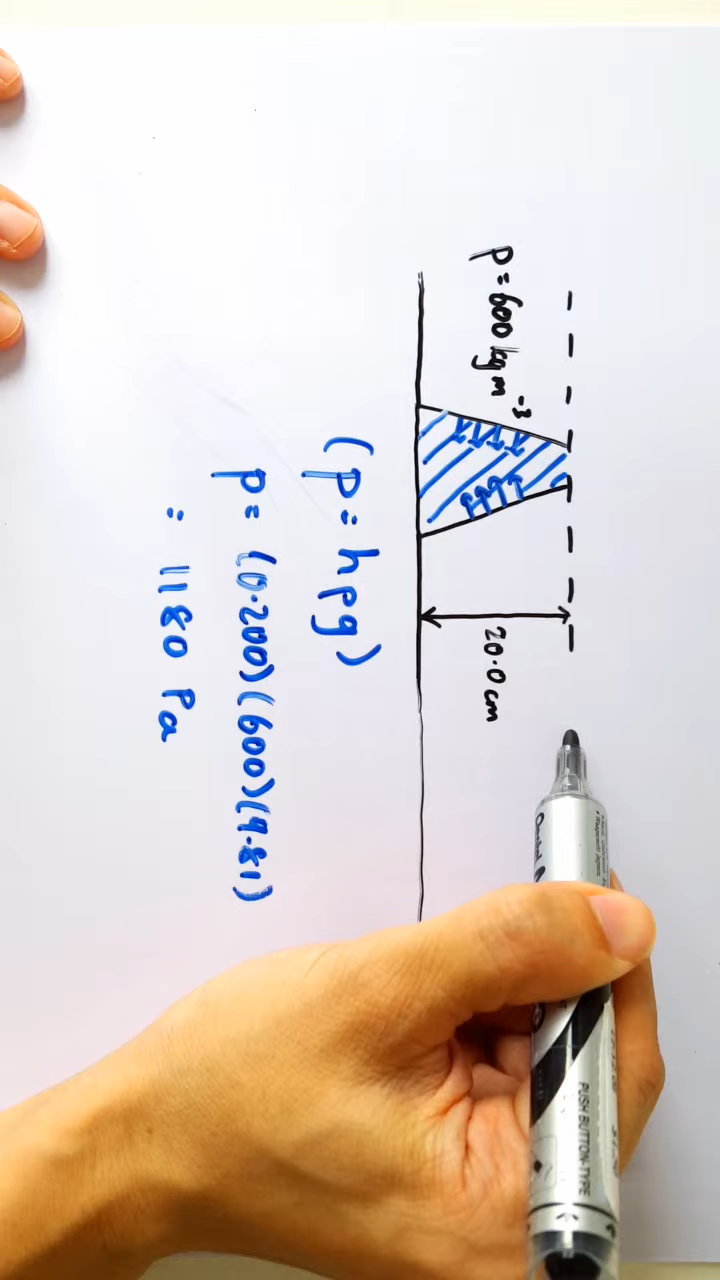 ρ = 600 kg m⁻³
20.0 cm
(p = hρg)
p = (0.200)(600)(9.81)
= 1180 Pa
PUSH BUTTON-TYPE